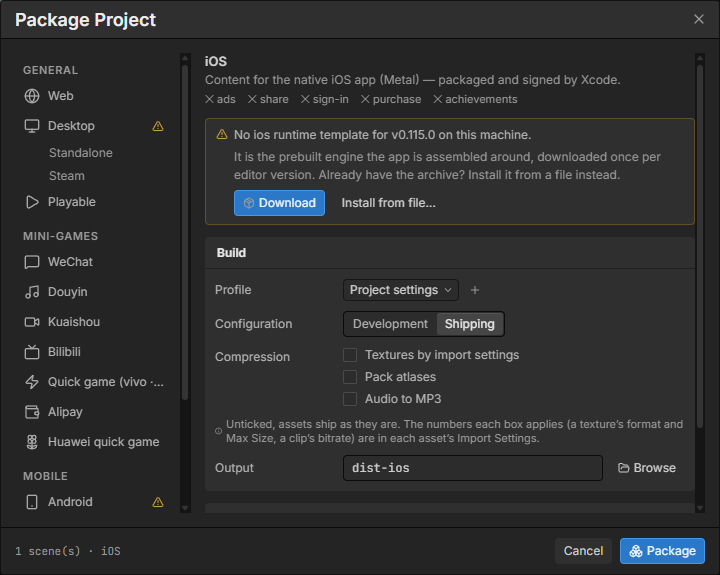 Package Project
GENERAL
Web
Desktop
Standalone
Steam
Playable
MINI-GAMES
WeChat
Douyin
Kuaishou
Bilibili
Quick game (vivo ·...
Alipay
Huawei quick game
MOBILE
Android
iOS
Content for the native iOS app (Metal) — packaged and signed by Xcode.
ads share sign-in purchase achievements
No ios runtime template for v0.115.0 on this machine.
It is the prebuilt engine the app is assembled around, downloaded once per
editor version. Already have the archive? Install it from a file instead.
Download Install from file...
Build
Profile Project settings
Configuration Development Shipping
Compression Textures by import settings
Pack atlases
Audio to MP3
Unticked, assets ship as they are. The numbers each box applies (a texture's format and
Max Size, a clip's bitrate) are in each asset's Import Settings.
Output dist-ios Browse
1 scene(s) · iOS Cancel Package